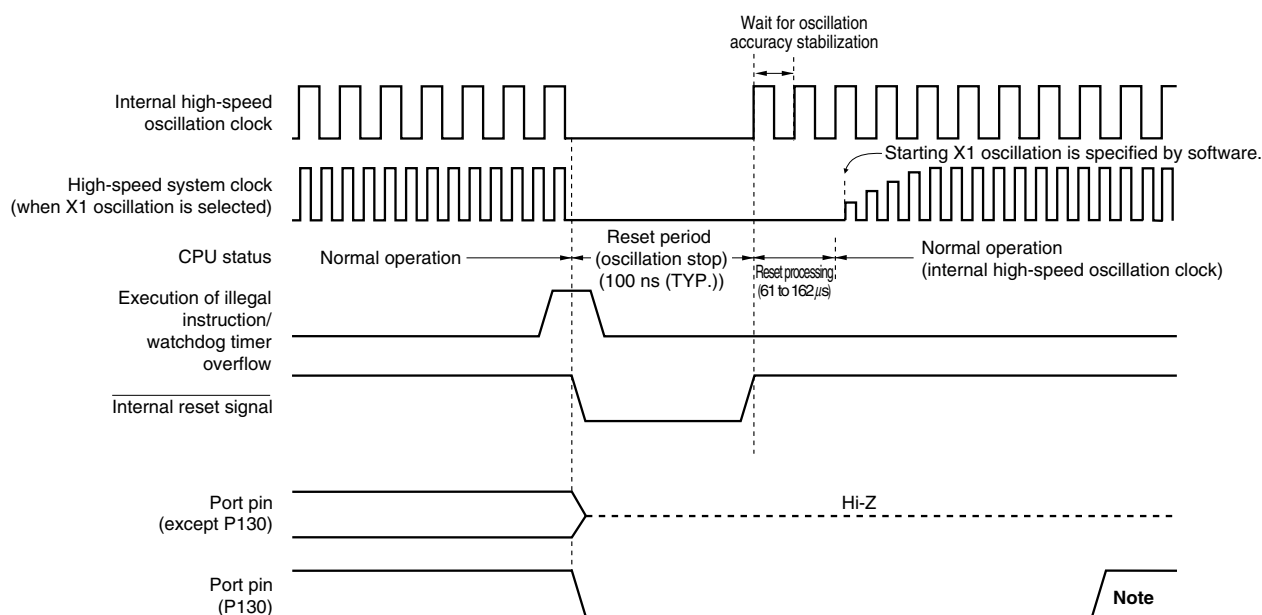 Wait for oscillation
accuracy stabilization
Internal high-speed
oscillation clock
Starting X1 oscillation is specified by software.
High-speed system clock
(when X1 oscillation is selected)
CPU status
Normal operation
Reset period
(oscillation stop)
(100 ns (TYP.))
Reset processing
(61 to 162 μs)
Normal operation
(internal high-speed oscillation clock)
Execution of illegal
instruction/
watchdog timer
overflow
Internal reset signal
Port pin
(except P130)
Hi-Z
Port pin
(P130)
Note